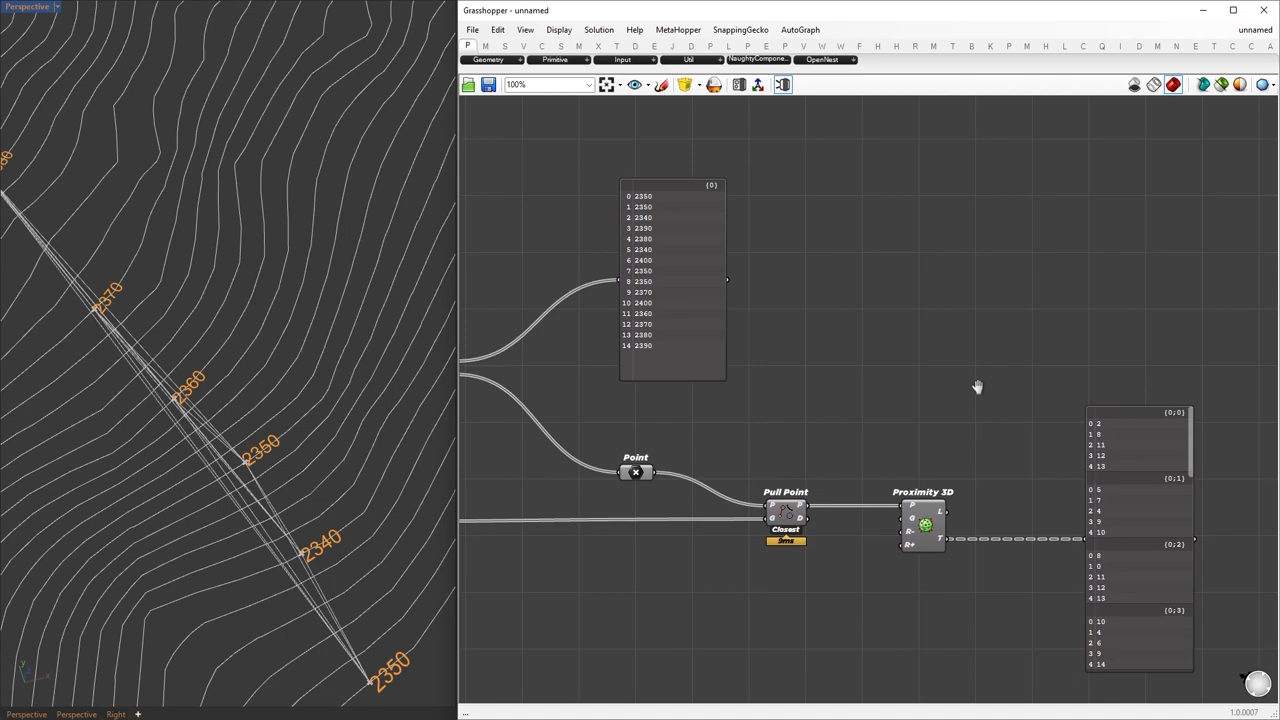 Perspective
Grasshopper - unnamed
File Edit View Display Solution Help MetaHopper SnappingGecko AutoGraph
unnamed
P M S V C M S X T D E D P L V V C F H F R M T B K P M S T C Q L D M W P N E A
Geometry Primitive Input Util NaughtyCompone... OpenNest
100%
{0}
0 2350
1 2350
2 2340
3 2390
4 2380
5 2340
6 2400
7 2350
8 2350
9 2370
10 2400
11 2360
12 2370
13 2380
14 2390
2370
2360
2350
2340
2350
Point
Pull Point
P P
G D
Closest
9ms
Proximity 3D
P L
G
R-
R+ T
{0;0}
0 2
1 8
2 11
3 12
4 13
{0;1}
0 5
1 7
2 4
3 9
4 10
{0;2}
0 8
1 0
2 11
3 12
4 13
{0;3}
0 10
1 4
2 6
3 9
4 14
y
x
Perspective Perspective Right
...
1.0.0007